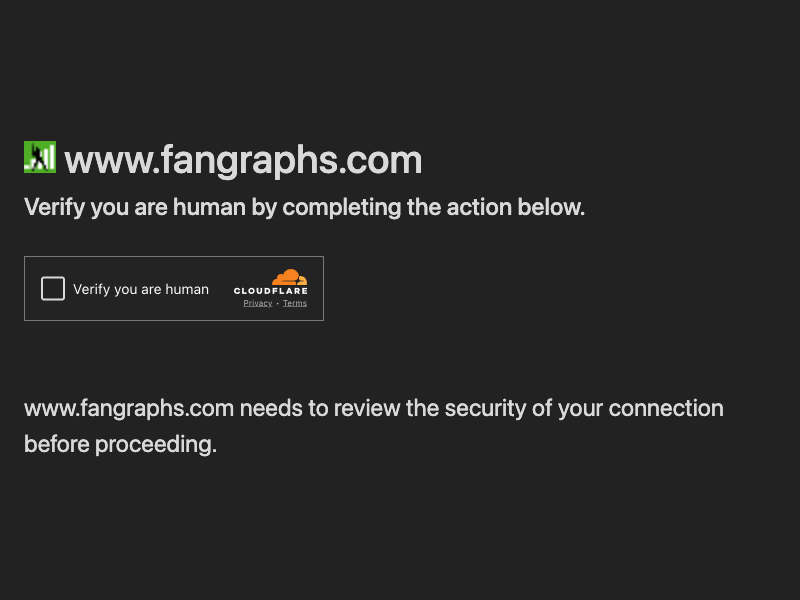 www.fangraphs.com
Verify you are human by completing the action below.
Verify you are human
CLOUDFLARE
Privacy • Terms
www.fangraphs.com needs to review the security of your connection
before proceeding.